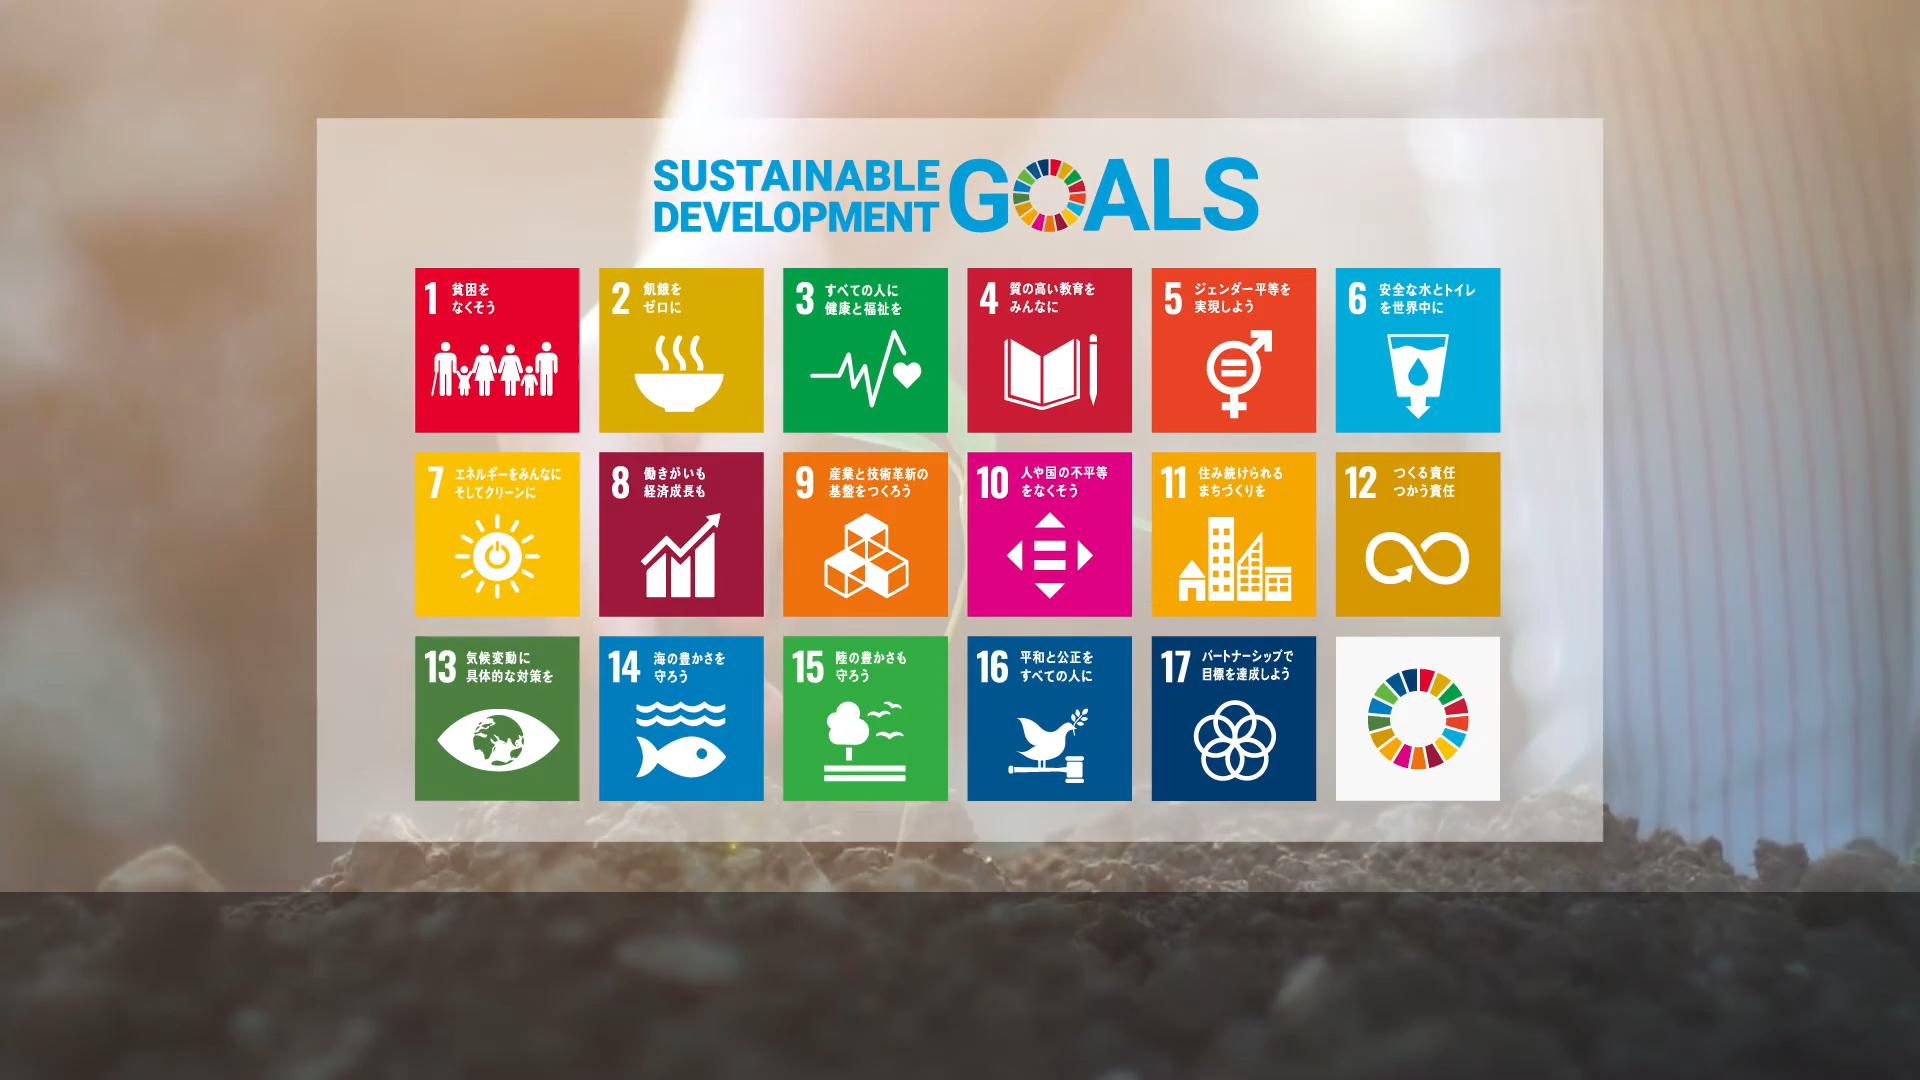 SUSTAINABLE
DEVELOPMENT
GOALS
1 貧困を
なくそう
2 飢餓を
ゼロに
3 すべての人に
健康と福祉を
4 質の高い教育を
みんなに
5 ジェンダー平等を
実現しよう
6 安全な水とトイレ
を世界中に
7 エネルギーをみんなに
そしてクリーンに
8 働きがいも
経済成長も
9 産業と技術革新の
基盤をつくろう
10 人や国の不平等
をなくそう
11 住み続けられる
まちづくりを
12 つくる責任
つかう責任
13 気候変動に
具体的な対策を
14 海の豊かさを
守ろう
15 陸の豊かさも
守ろう
16 平和と公正を
すべての人に
17 パートナーシップで
目標を達成しよう